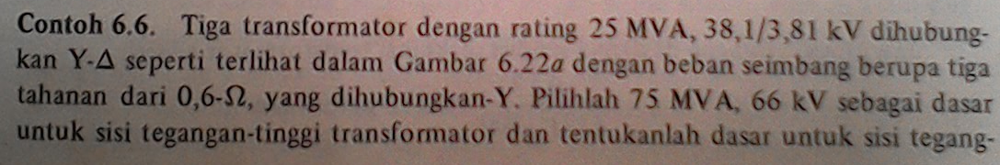 Contoh 6.6. Tiga transformator dengan rating 25 MVA, 38,1/3,81 kV dihubung-
kan Y-Δ seperti terlihat dalam Gambar 6.22a dengan beban seimbang berupa tiga
tahanan dari 0,6-Ω, yang dihubungkan-Y. Pilihlah 75 MVA, 66 kV sebagai dasar
untuk sisi tegangan-tinggi transformator dan tentukanlah dasar untuk sisi tegang-